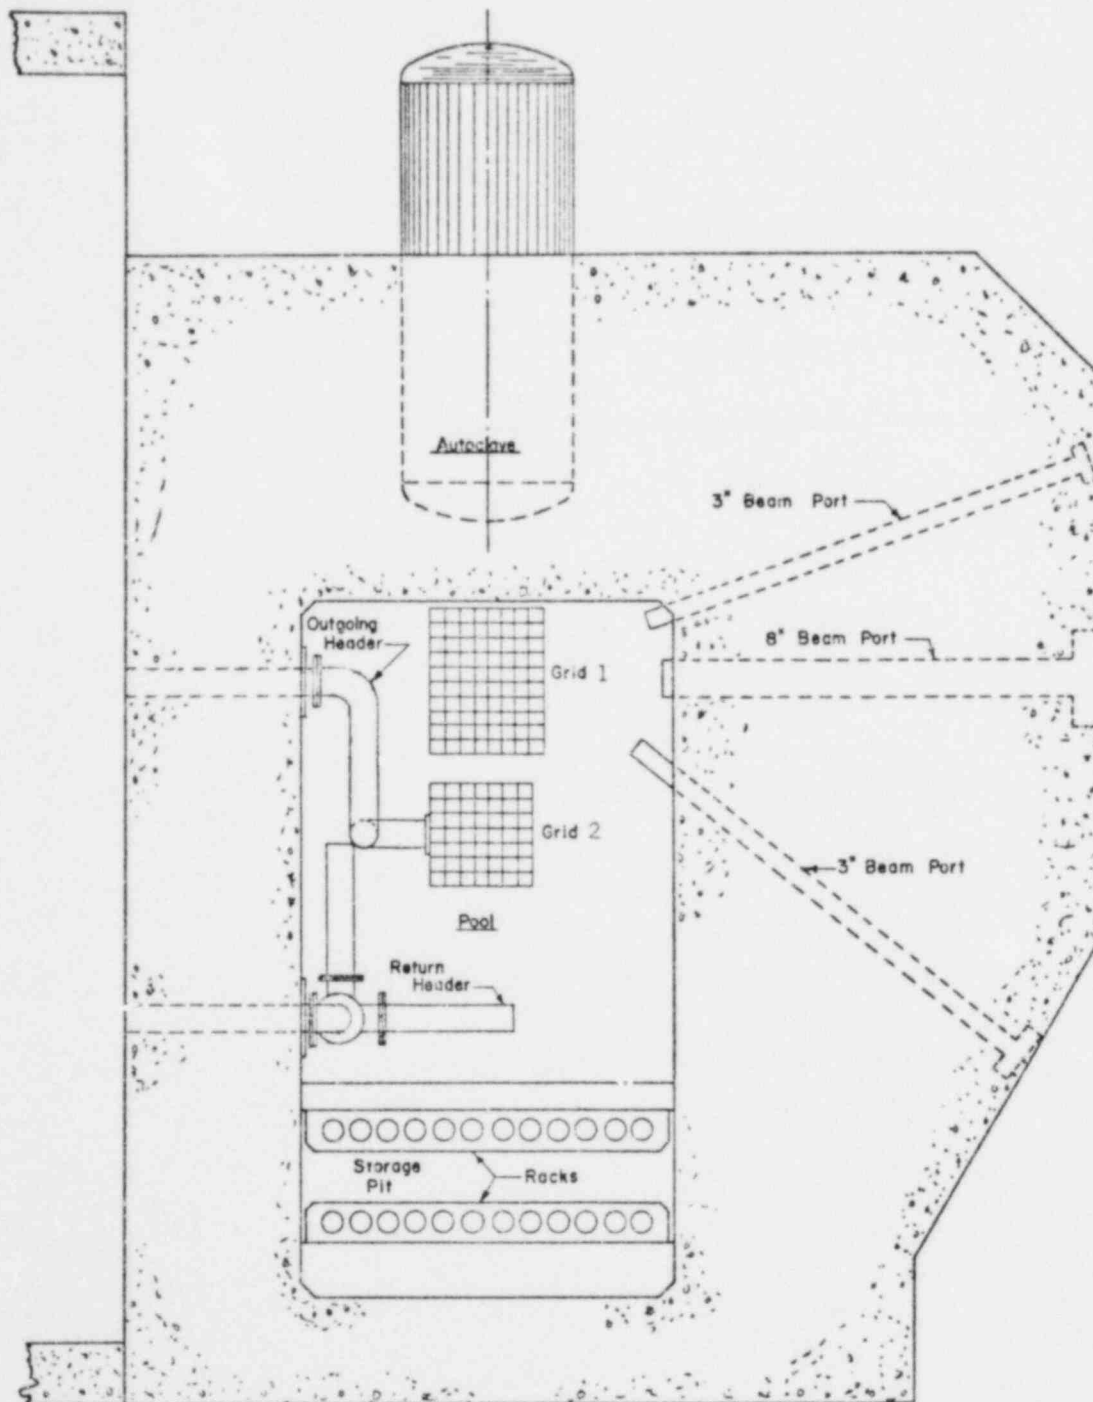 Autoclave
3" Beam Port
Outgoing
Header
8" Beam Port
Grid 1
Grid 2
3" Beam Port
Pool
Return
Header
Storage
Pit
Racks